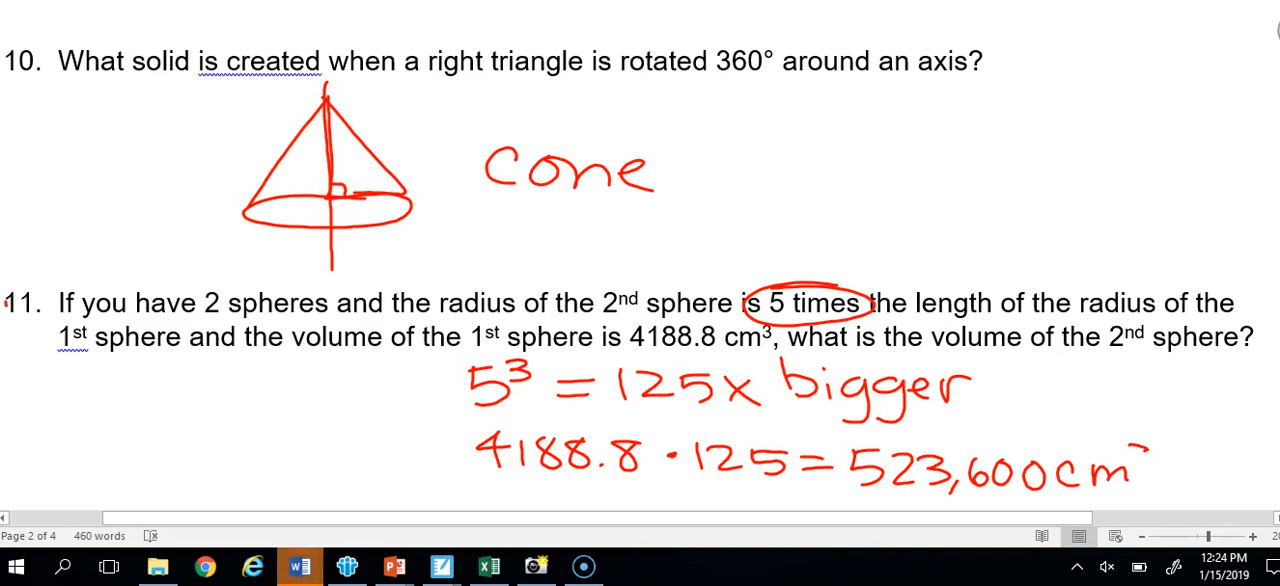 10. What solid is created when a right triangle is rotated 360° around an axis?
cone
11. If you have 2 spheres and the radius of the 2nd sphere is 5 times the length of the radius of the
1st sphere and the volume of the 1st sphere is 4188.8 cm³, what is the volume of the 2nd sphere?
5³ = 125x bigger
4188.8 · 125 = 523,600cm
Page 2 of 4 460 words
12:24 PM
1/15/2019